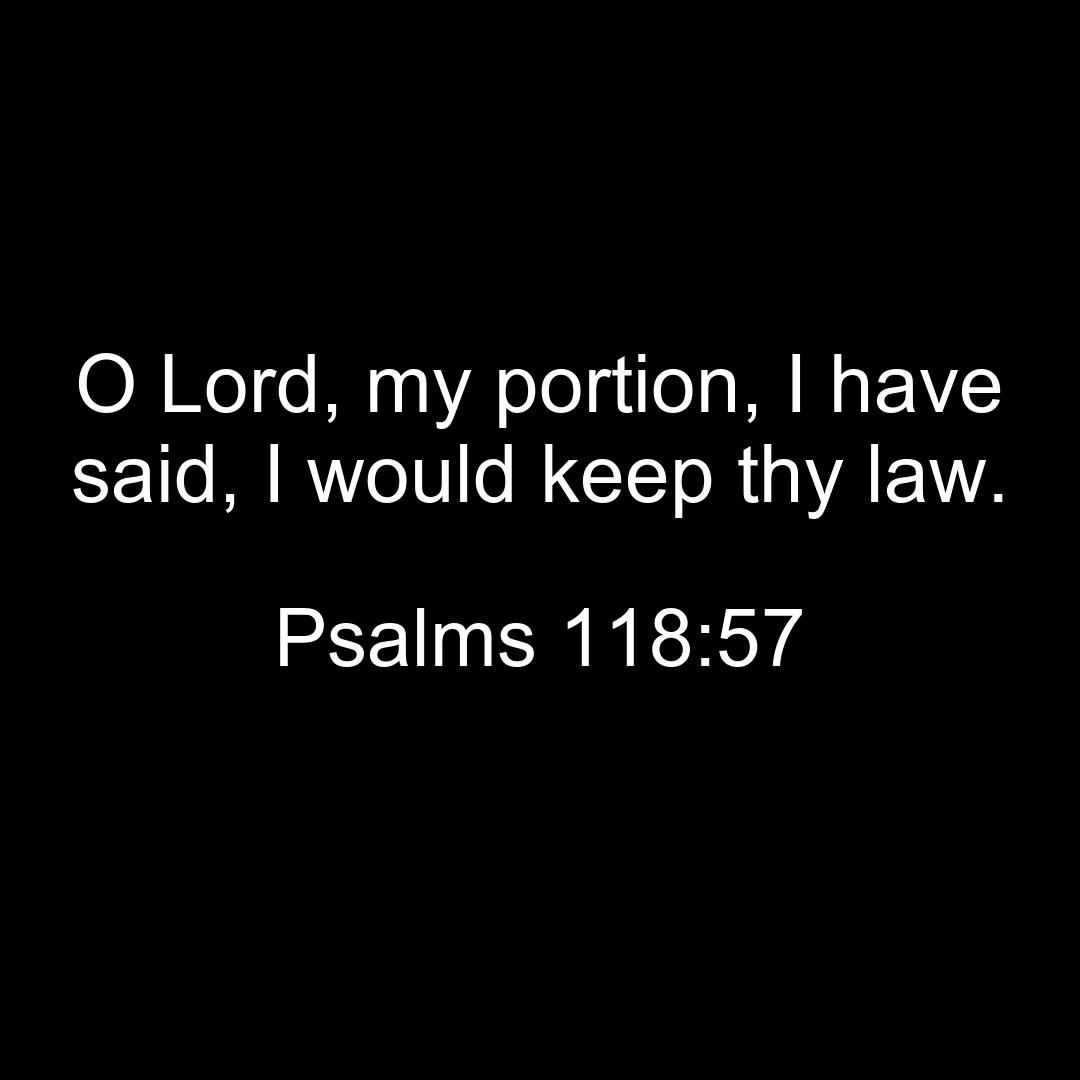 O Lord, my portion, I have
said, I would keep thy law.
Psalms 118:57